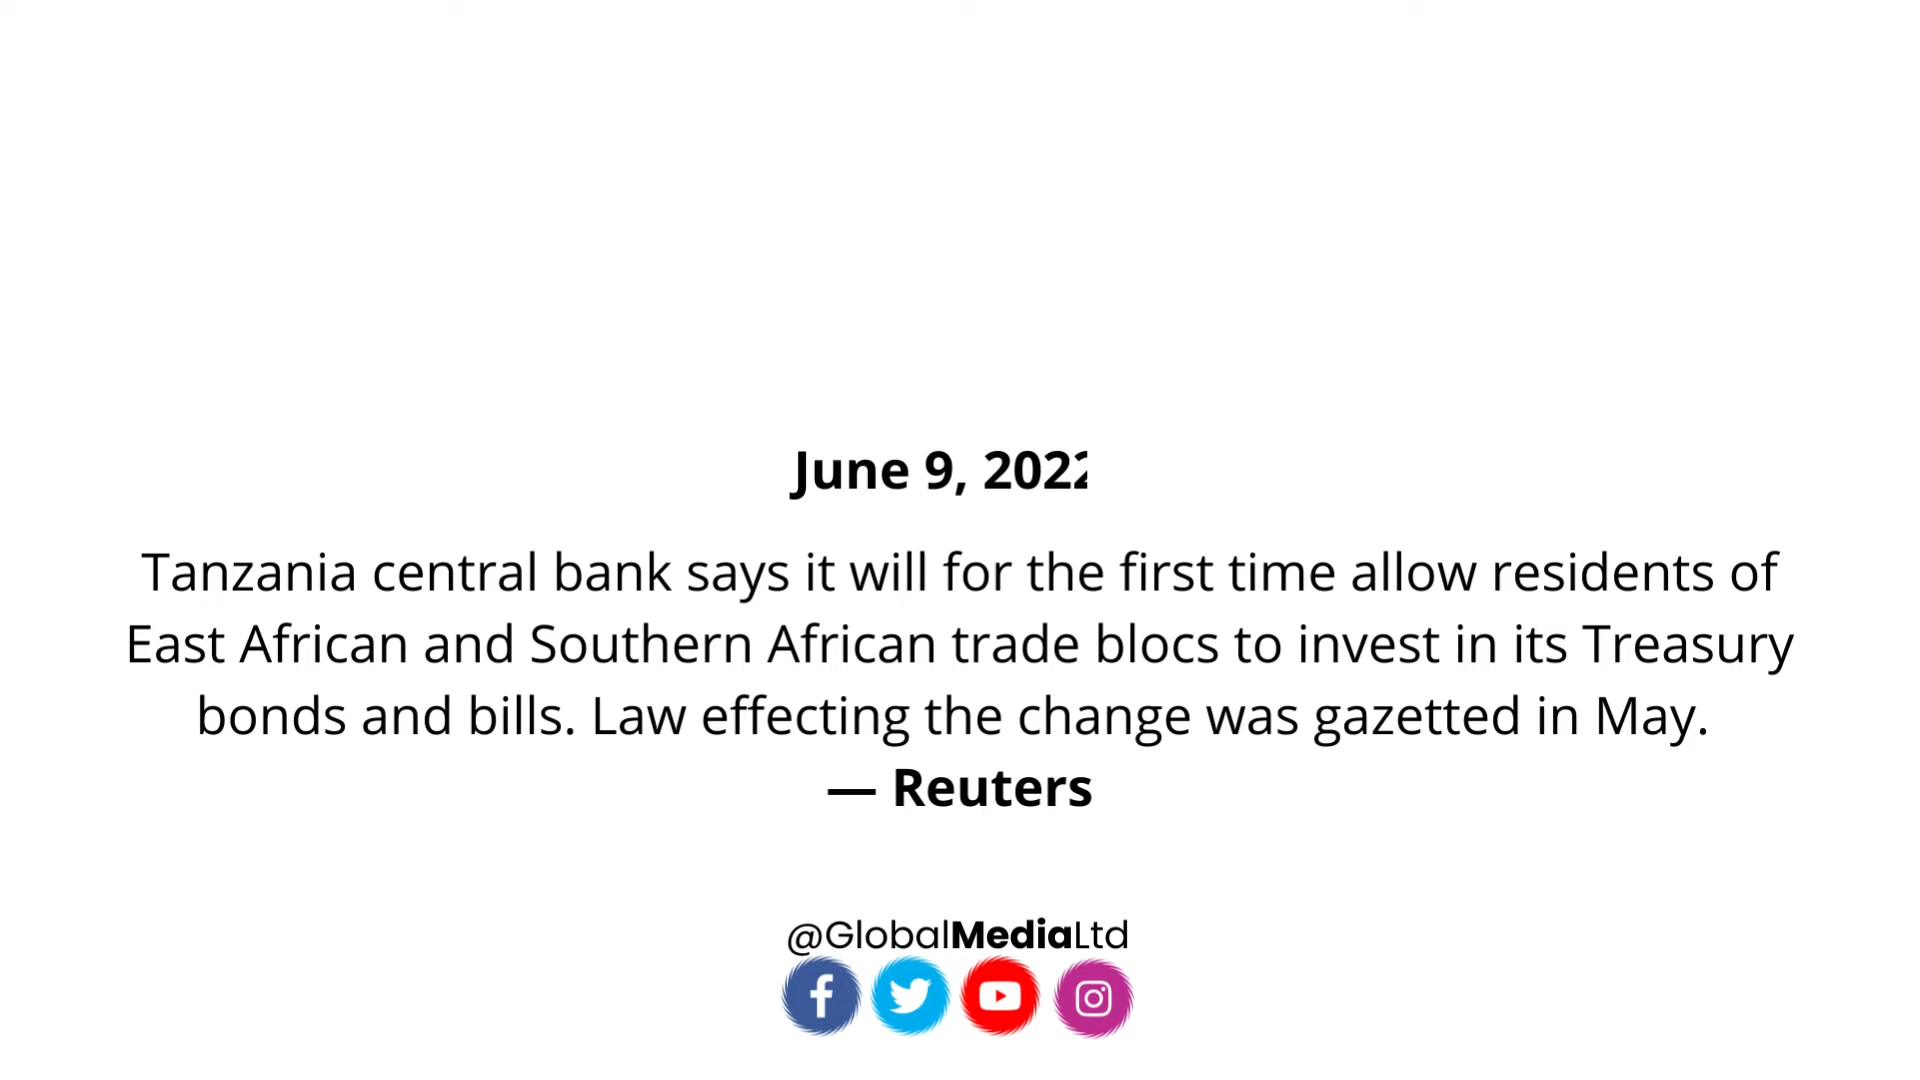 June 9, 2022
Tanzania central bank says it will for the first time allow residents of
East African and Southern African trade blocs to invest in its Treasury
bonds and bills. Law effecting the change was gazetted in May.
— Reuters
@GlobalMediaLtd